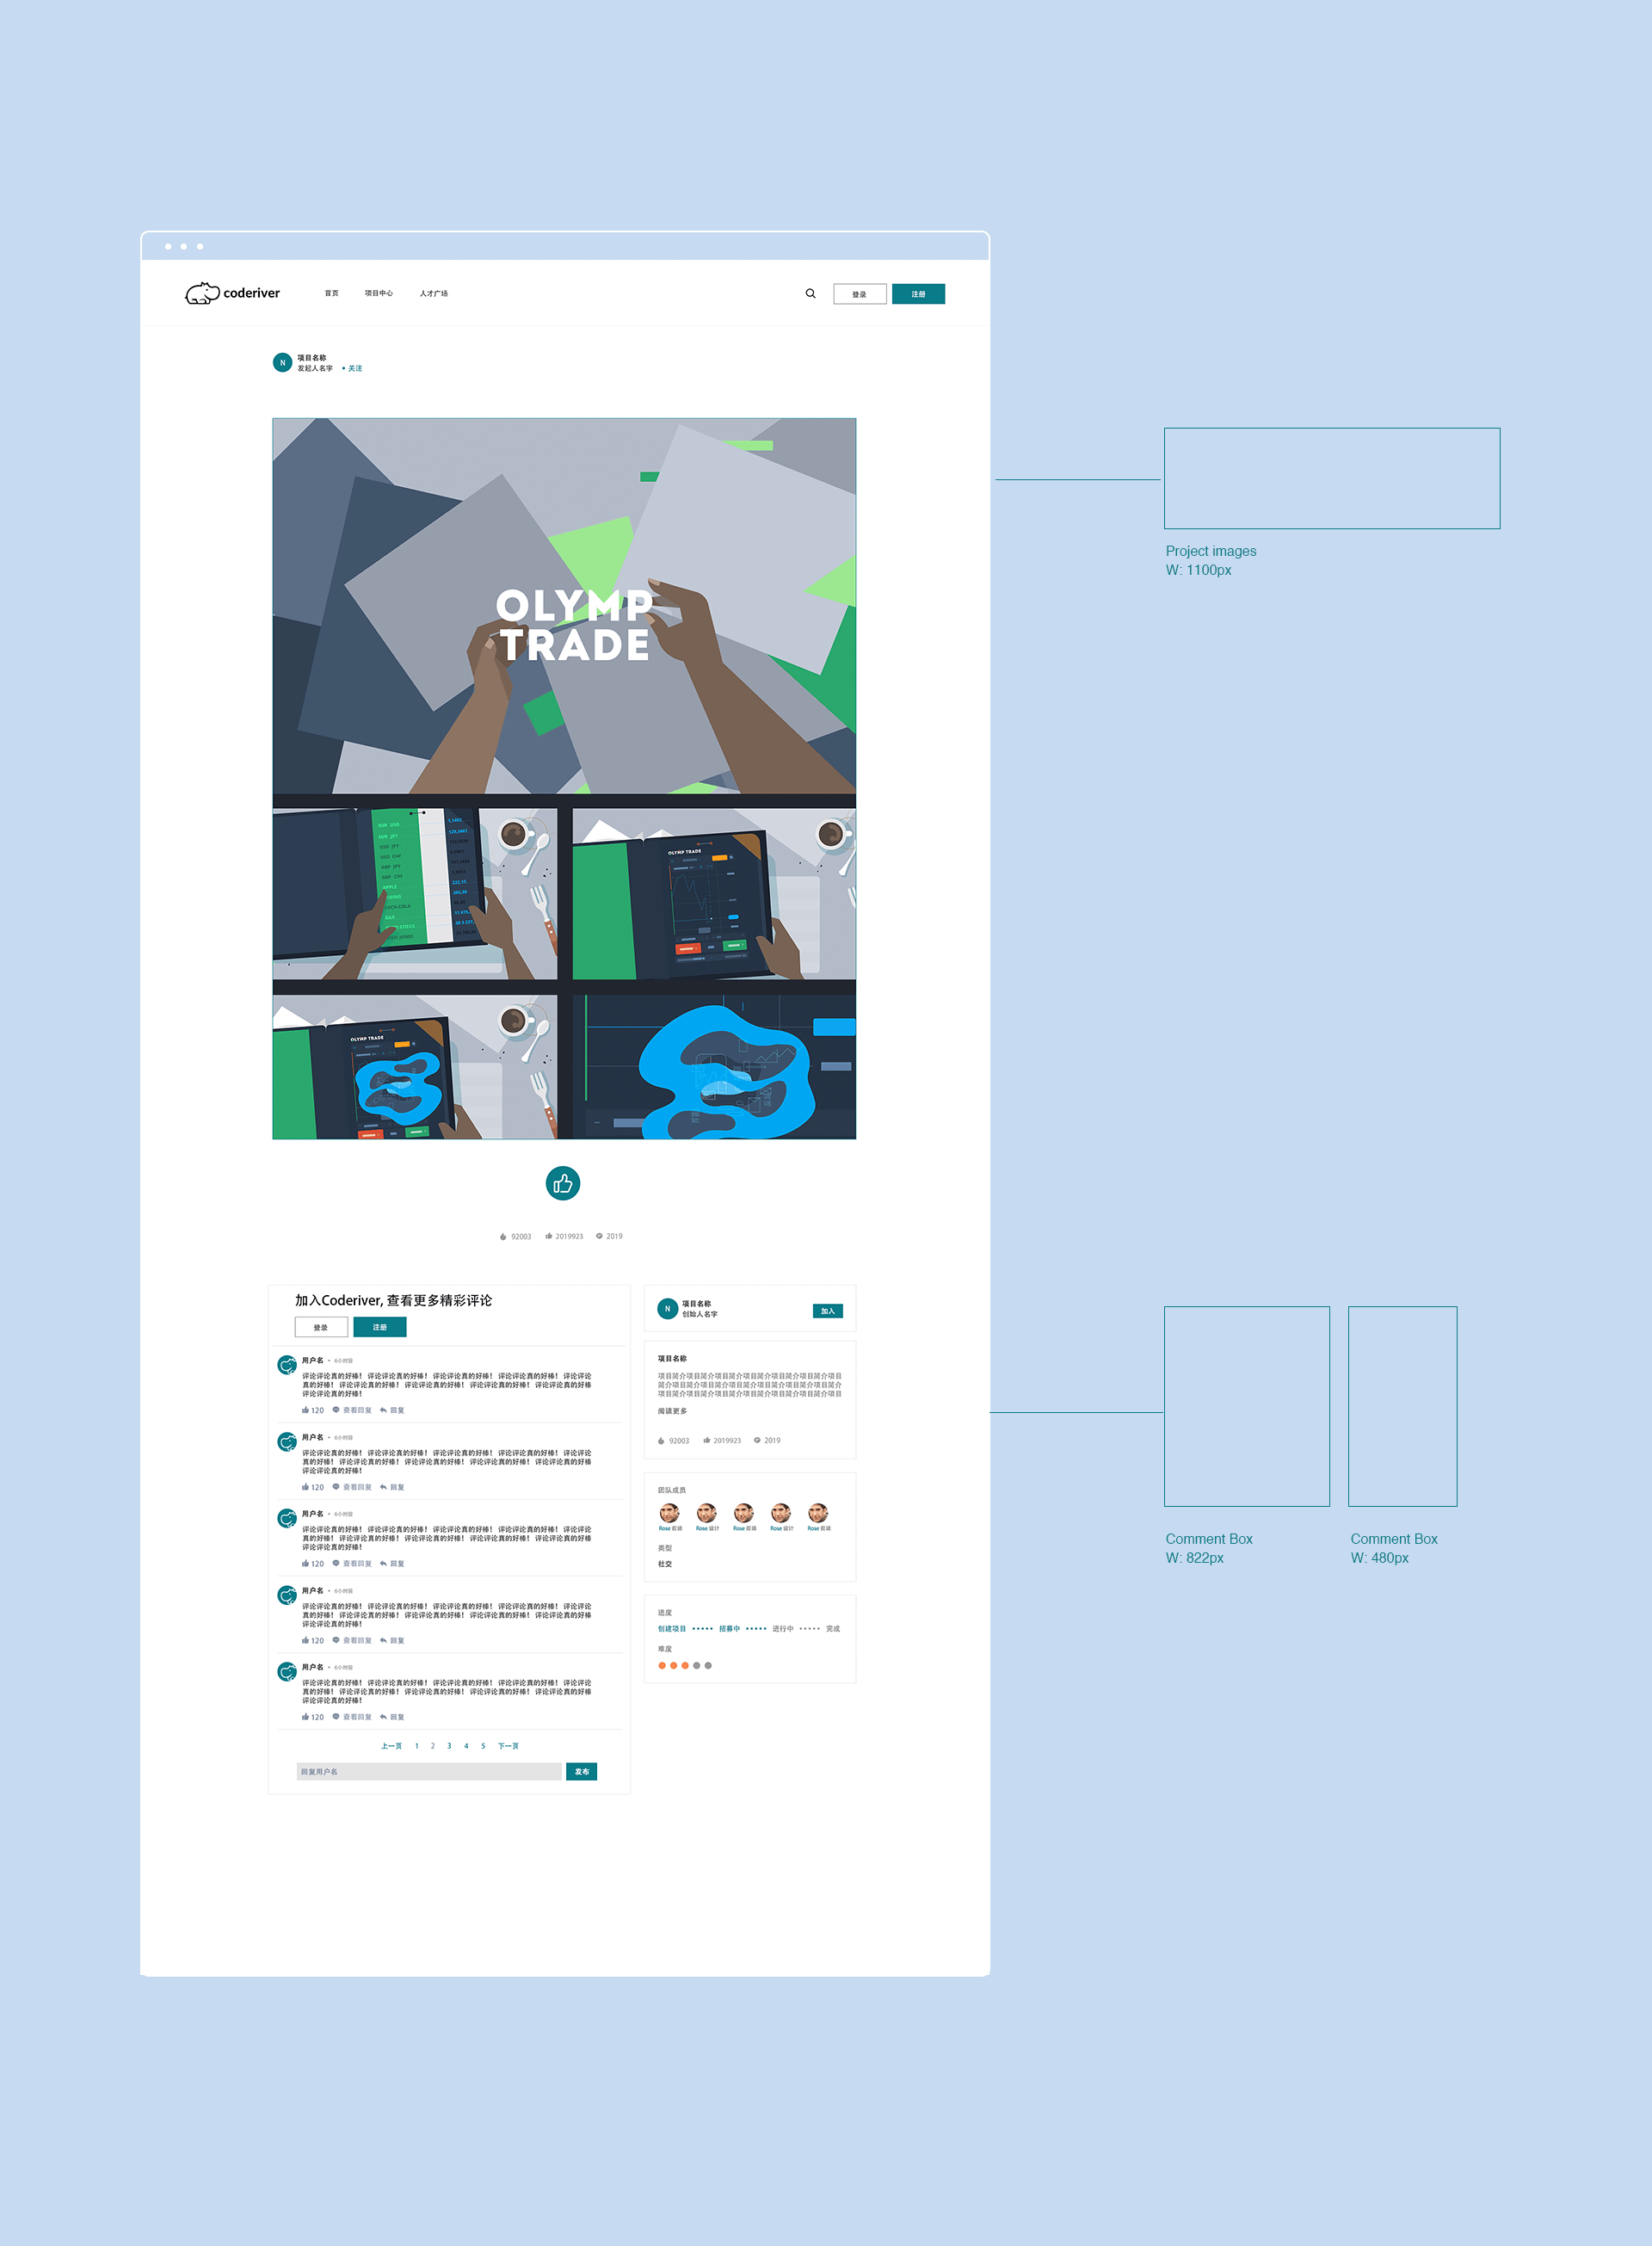 coderiver
首页 项目中心 人才广场
登录 注册
N
项目名称
发起人名字 • 关注
OLYMP
TRADE
EUR USD
EUR JPY
USD JPY
USD CHF
GBP JPY
GBP CHF
APPLE
COCA-COLA
DAX
OLYMP TRADE
OLYMP TRADE
92003 2019923 2019
加入Coderiver, 查看更多精彩评论
登录 注册
用户名 • 6小时前
评论评论真的好棒! 评论评论真的好棒! 评论评论真的好棒! 评论评论真的好棒! 评论评论
真的好棒! 评论评论真的好棒! 评论评论真的好棒! 评论评论真的好棒! 评论评论真的好棒
评论评论真的好棒!
120 查看回复 回复
用户名 • 6小时前
评论评论真的好棒! 评论评论真的好棒! 评论评论真的好棒! 评论评论真的好棒! 评论评论
真的好棒! 评论评论真的好棒! 评论评论真的好棒! 评论评论真的好棒! 评论评论真的好棒
评论评论真的好棒!
120 查看回复 回复
用户名 • 6小时前
评论评论真的好棒! 评论评论真的好棒! 评论评论真的好棒! 评论评论真的好棒! 评论评论
真的好棒! 评论评论真的好棒! 评论评论真的好棒! 评论评论真的好棒! 评论评论真的好棒
评论评论真的好棒!
120 查看回复 回复
用户名 • 6小时前
评论评论真的好棒! 评论评论真的好棒! 评论评论真的好棒! 评论评论真的好棒! 评论评论
真的好棒! 评论评论真的好棒! 评论评论真的好棒! 评论评论真的好棒! 评论评论真的好棒
评论评论真的好棒!
120 查看回复 回复
用户名 • 6小时前
评论评论真的好棒! 评论评论真的好棒! 评论评论真的好棒! 评论评论真的好棒! 评论评论
真的好棒! 评论评论真的好棒! 评论评论真的好棒! 评论评论真的好棒! 评论评论真的好棒
评论评论真的好棒!
120 查看回复 回复
上一页 1 2 3 4 5 下一页
回复用户名 发布
N
项目名称
创始人名字
加入
项目名称
项目简介项目简介项目简介项目简介项目简介项目简介项目
简介项目简介项目简介项目简介项目简介项目简介项目简介
项目简介项目简介项目简介项目简介项目简介项目简介项目
阅读更多
92003 2019923 2019
团队成员
Rose 前端 Rose 设计 Rose 前端 Rose 设计 Rose 前端
类型
社交
进度
创建项目 ••••• 招募中 ••••• 进行中 ••••• 完成
难度
Project images
W: 1100px
Comment Box
W: 822px
Comment Box
W: 480px